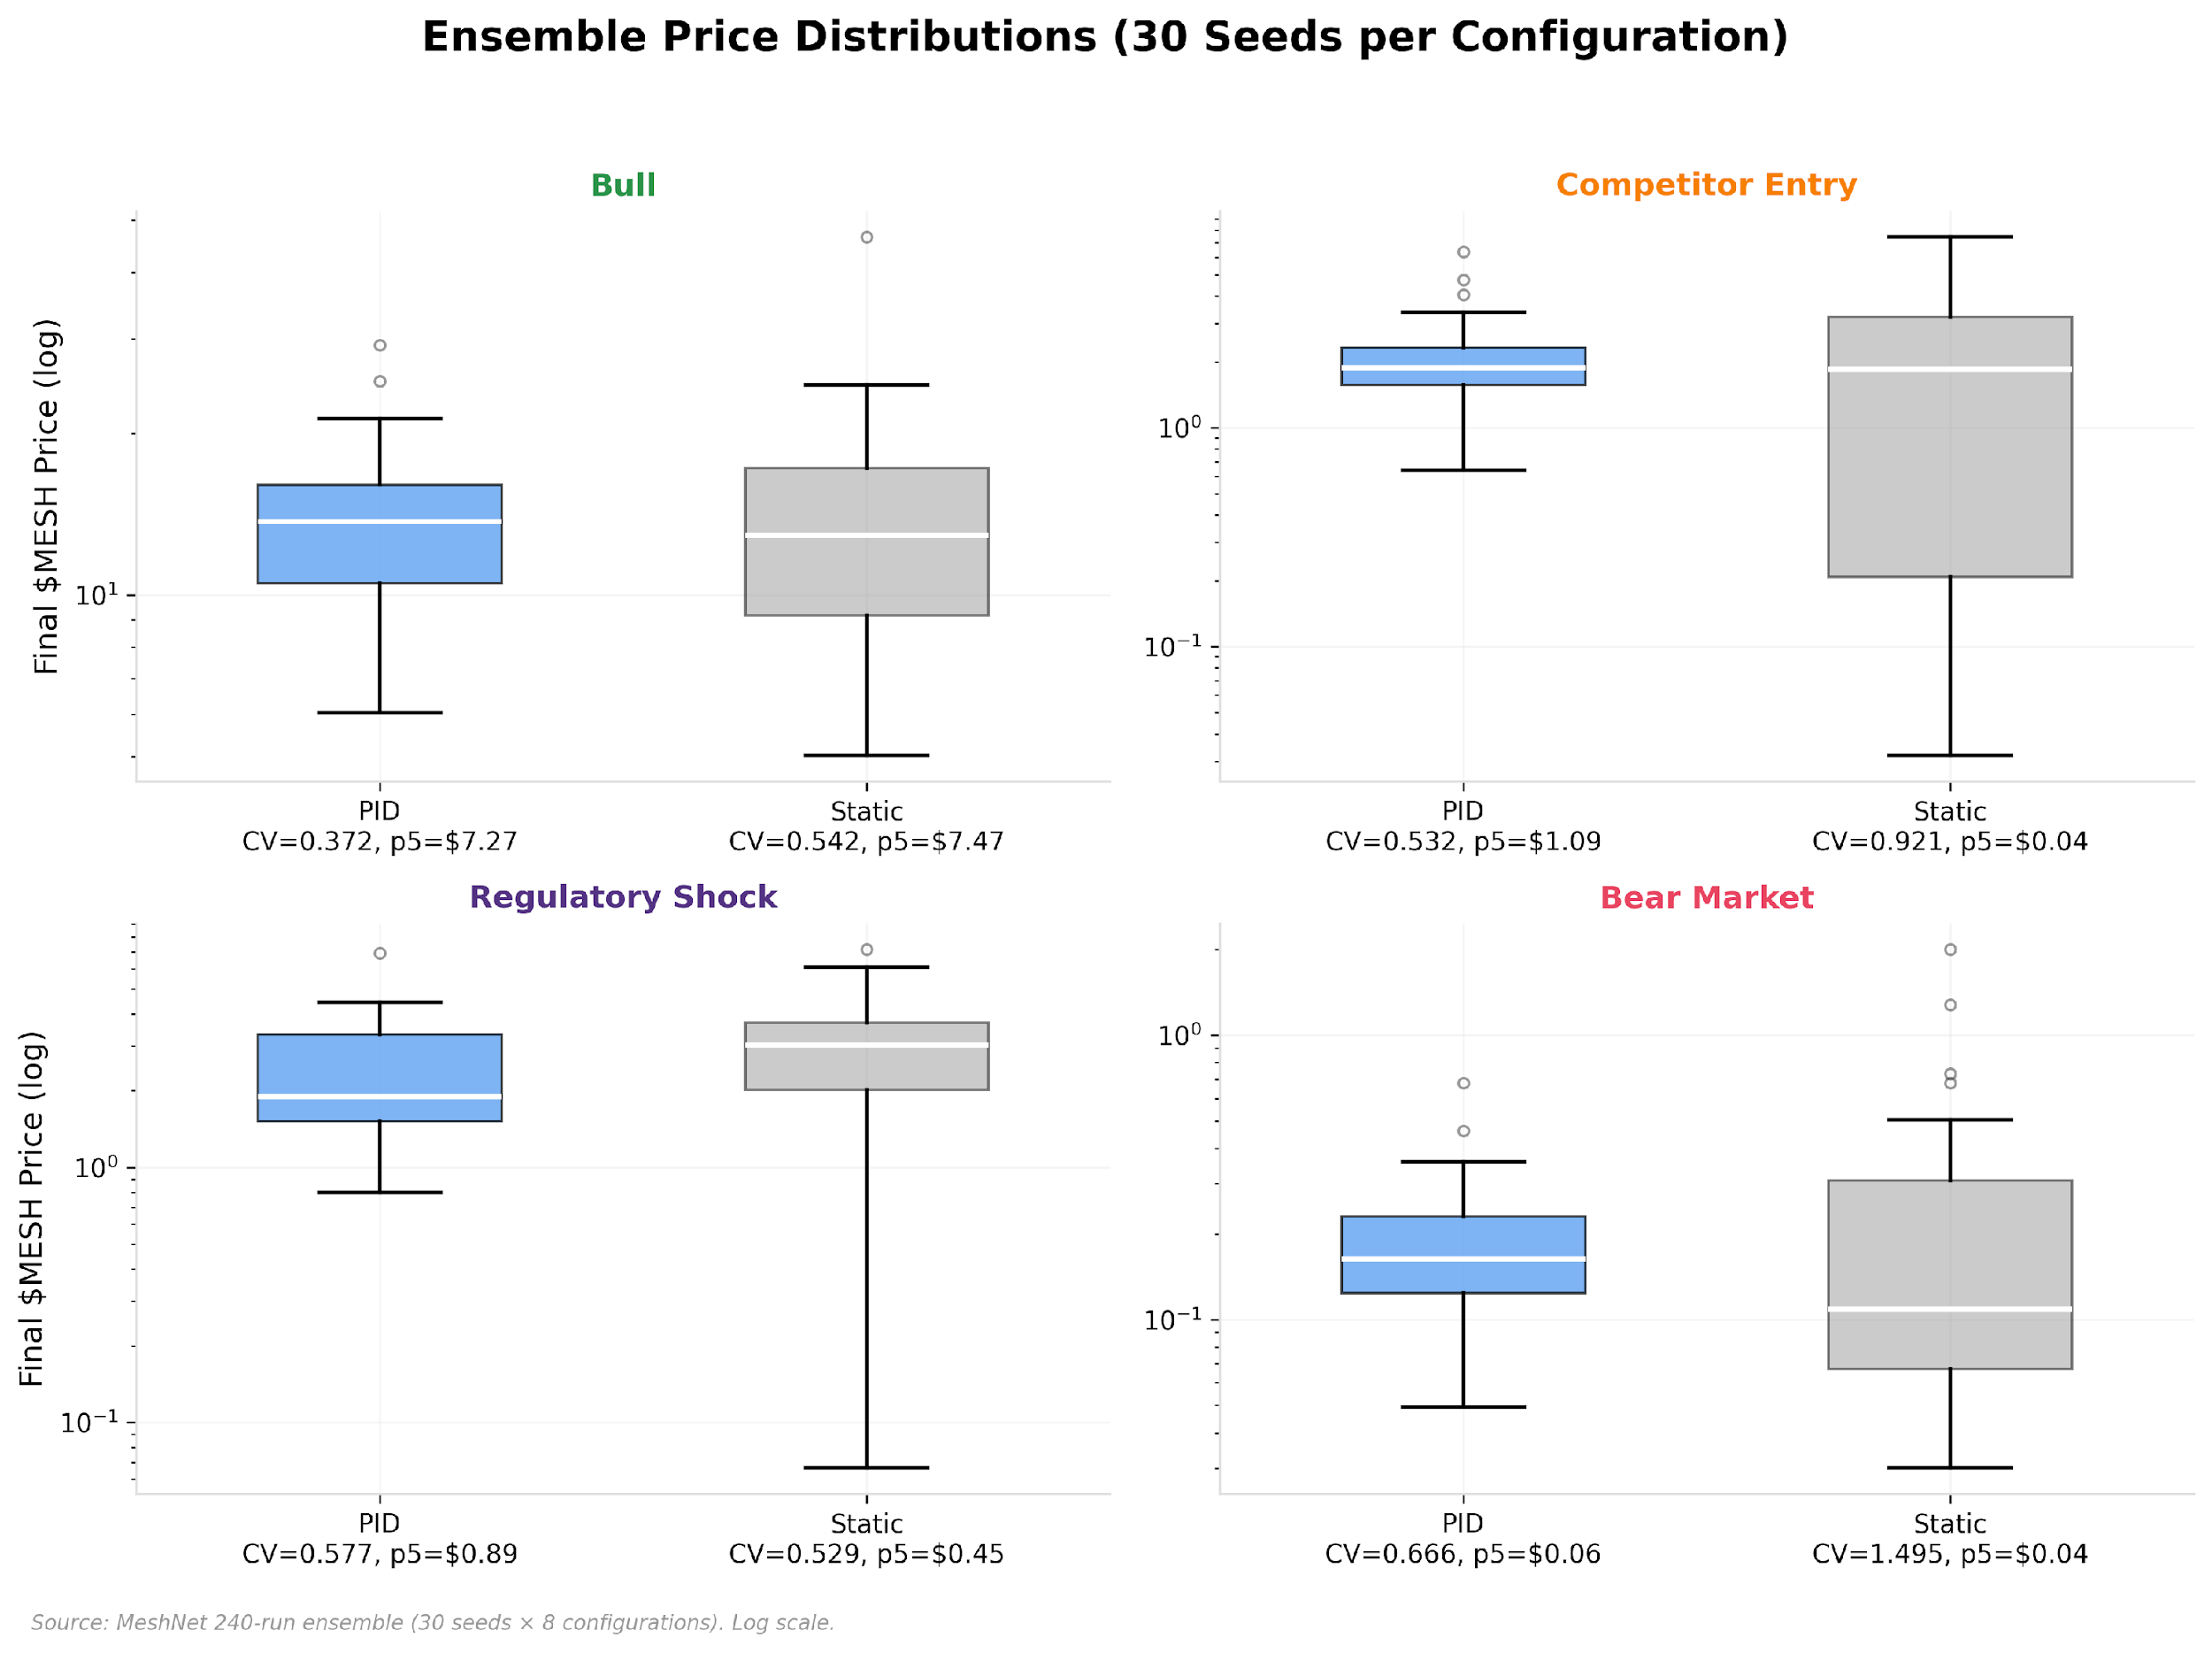 Ensemble Price Distributions (30 Seeds per Configuration)
Bull
Final $MESH Price (log)
10¹
PID
CV=0.372, p5=$7.27
Static
CV=0.542, p5=$7.47
Competitor Entry
10⁰
10⁻¹
PID
CV=0.532, p5=$1.09
Static
CV=0.921, p5=$0.04
Regulatory Shock
Final $MESH Price (log)
10⁰
10⁻¹
PID
CV=0.577, p5=$0.89
Static
CV=0.529, p5=$0.45
Bear Market
10⁰
10⁻¹
PID
CV=0.666, p5=$0.06
Static
CV=1.495, p5=$0.04
Source: MeshNet 240-run ensemble (30 seeds × 8 configurations). Log scale.